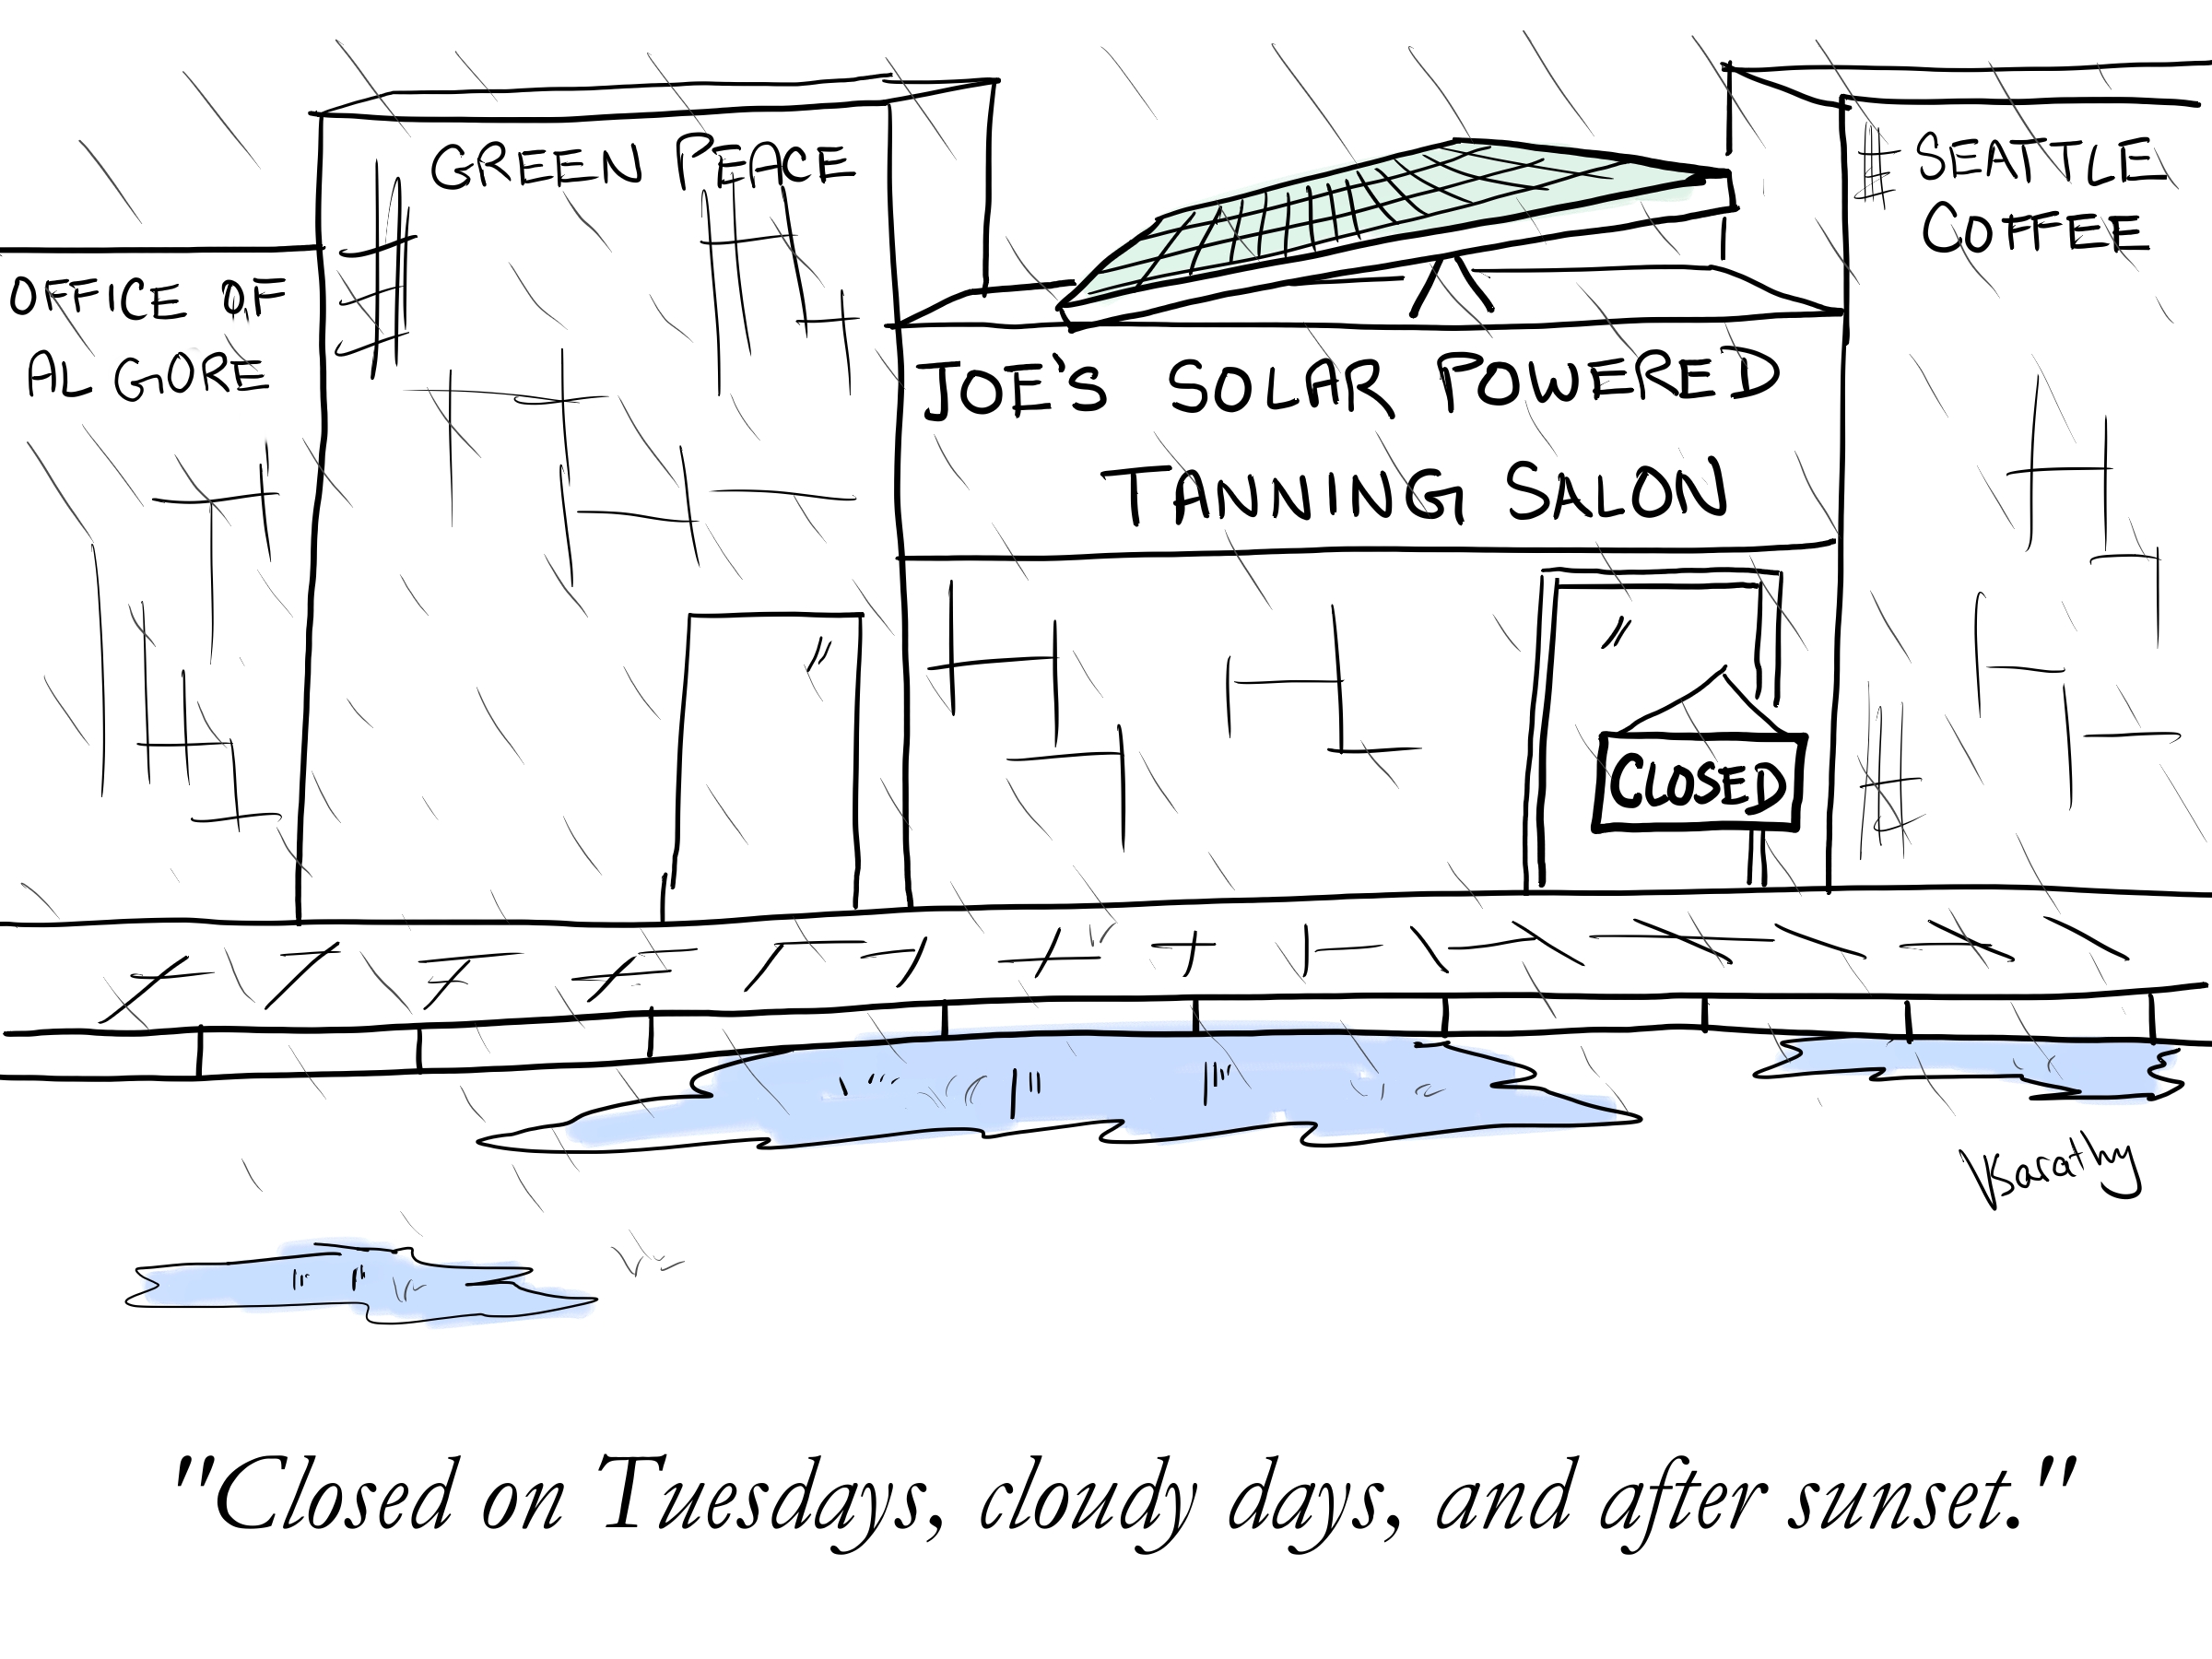 OFFICE OF
AL GORE
GREEN PEACE
JOE'S SOLAR POWERED
TANNING SALON
SEATTLE
COFFEE
CLOSED
VKSarathy
"Closed on Tuesdays, cloudy days, and after sunset."